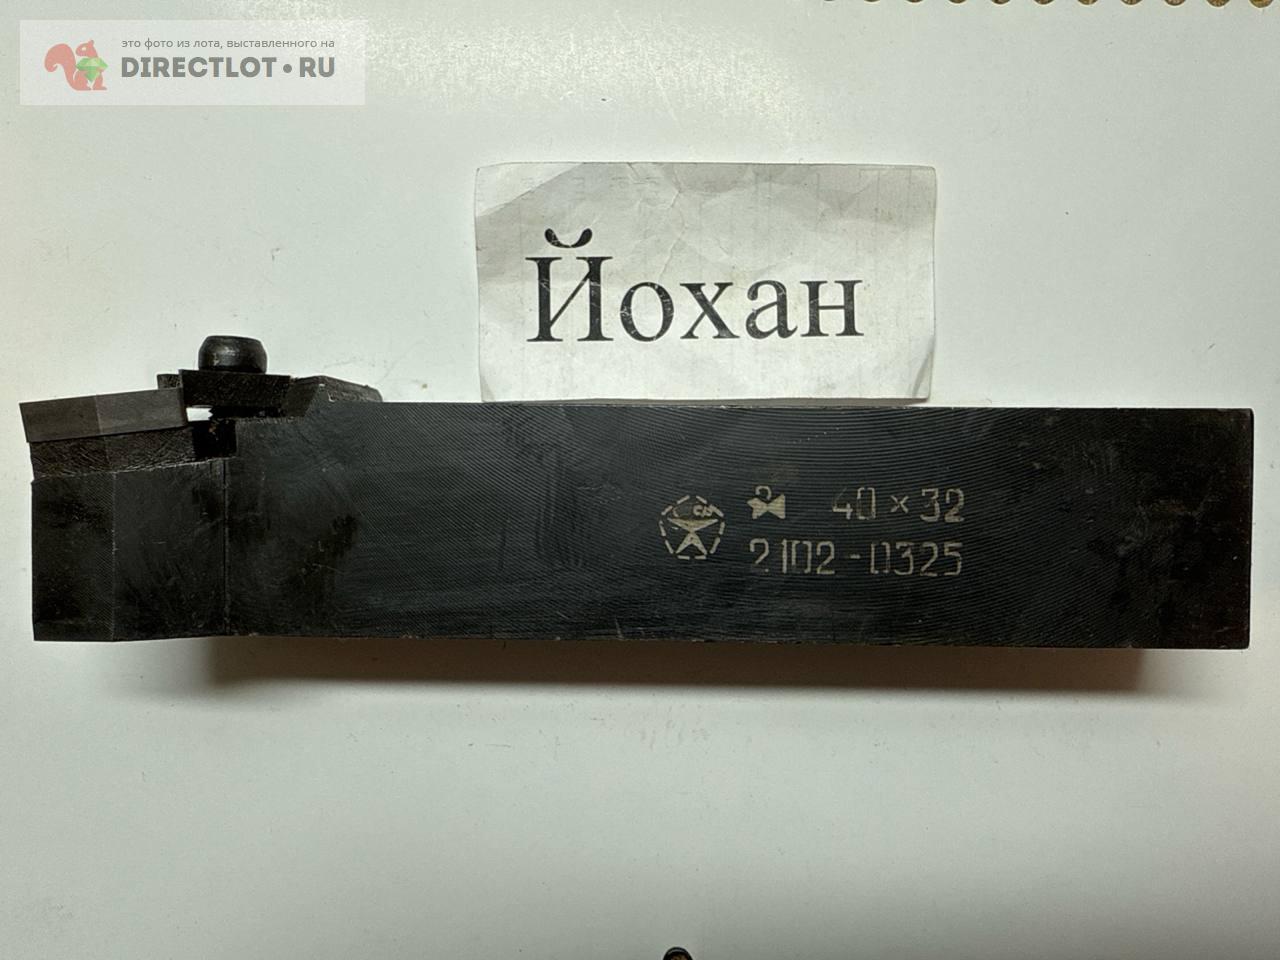 это фото из лота, выставленного на
DIRECTLOT•RU
Йохан
40×32
2102-0325